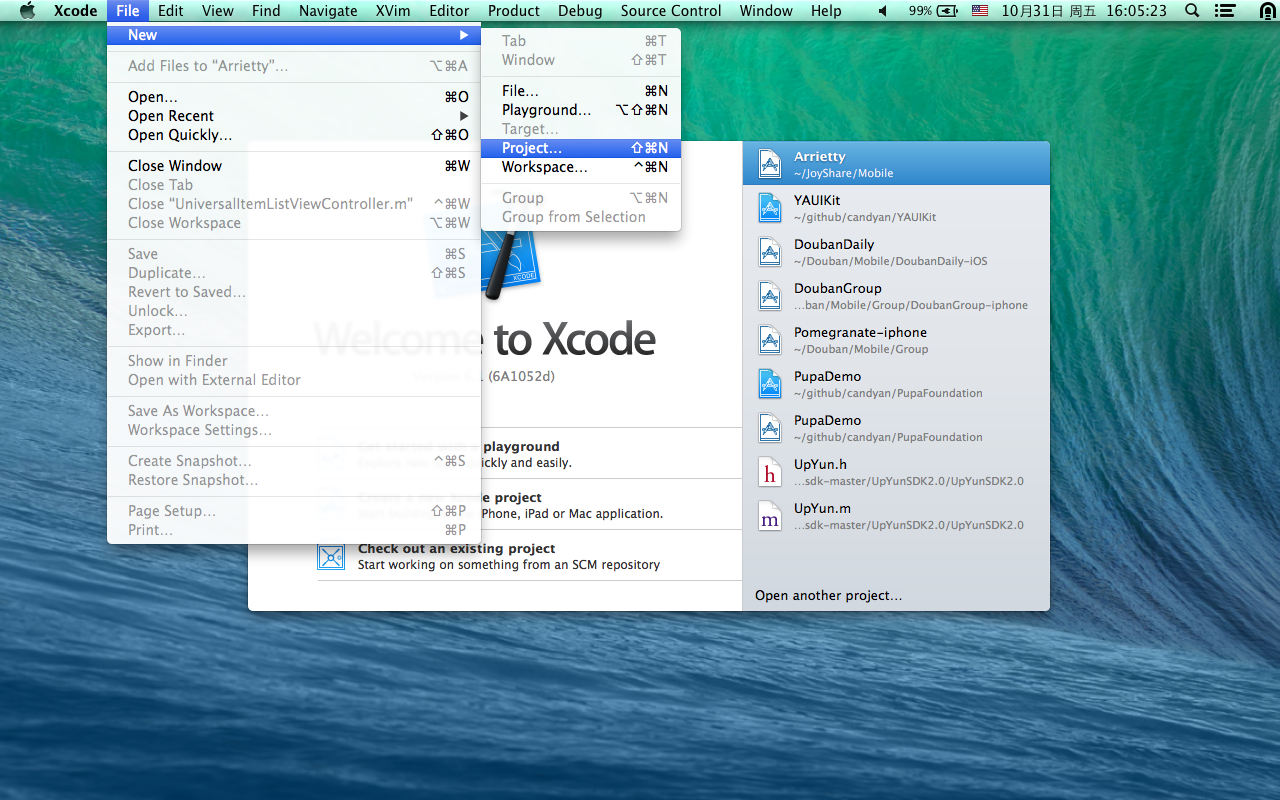 Xcode File Edit View Find Navigate XVim Editor Product Debug Source Control Window Help 99% 10月31日 周五 16:05:23
New
Add Files to “Arrietty”… ⌥⌘A
Open… ⌘O
Open Recent
Open Quickly… ⇧⌘O
Close Window ⌘W
Close Tab
Close “UniversalItemListViewController.m” ^⌘W
Close Workspace ⌥⌘W
Save ⌘S
Duplicate… ⇧⌘S
Revert to Saved…
Unlock…
Export…
Show in Finder
Open with External Editor
Save As Workspace…
Workspace Settings…
Create Snapshot… ^⌘S
Restore Snapshot…
Page Setup… ⇧⌘P
Print… ⌘P
Tab ⌘T
Window ⇧⌘T
File… ⌘N
Playground… ⌥⇧⌘N
Target…
Project… ⇧⌘N
Workspace… ^⌘N
Group ⌥⌘N
Group from Selection
XCODE
Welcome to Xcode
(6A1052d)
playground
quickly and easily.
Create a new Xcode project
iPhone, iPad or Mac application.
Check out an existing project
Start working on something from an SCM repository
Arrietty
~/JoyShare/Mobile
YAUIKit
~/github/candyan/YAUIKit
DoubanDaily
~/Douban/Mobile/DoubanDaily-iOS
DoubanGroup
…ban/Mobile/Group/DoubanGroup-iphone
Pomegranate-iphone
~/Douban/Mobile/Group
PupaDemo
~/github/candyan/PupaFoundation
PupaDemo
~/github/candyan/PupaFoundation
h
UpYun.h
…sdk-master/UpYunSDK2.0/UpYunSDK2.0
m
UpYun.m
…sdk-master/UpYunSDK2.0/UpYunSDK2.0
Open another project…